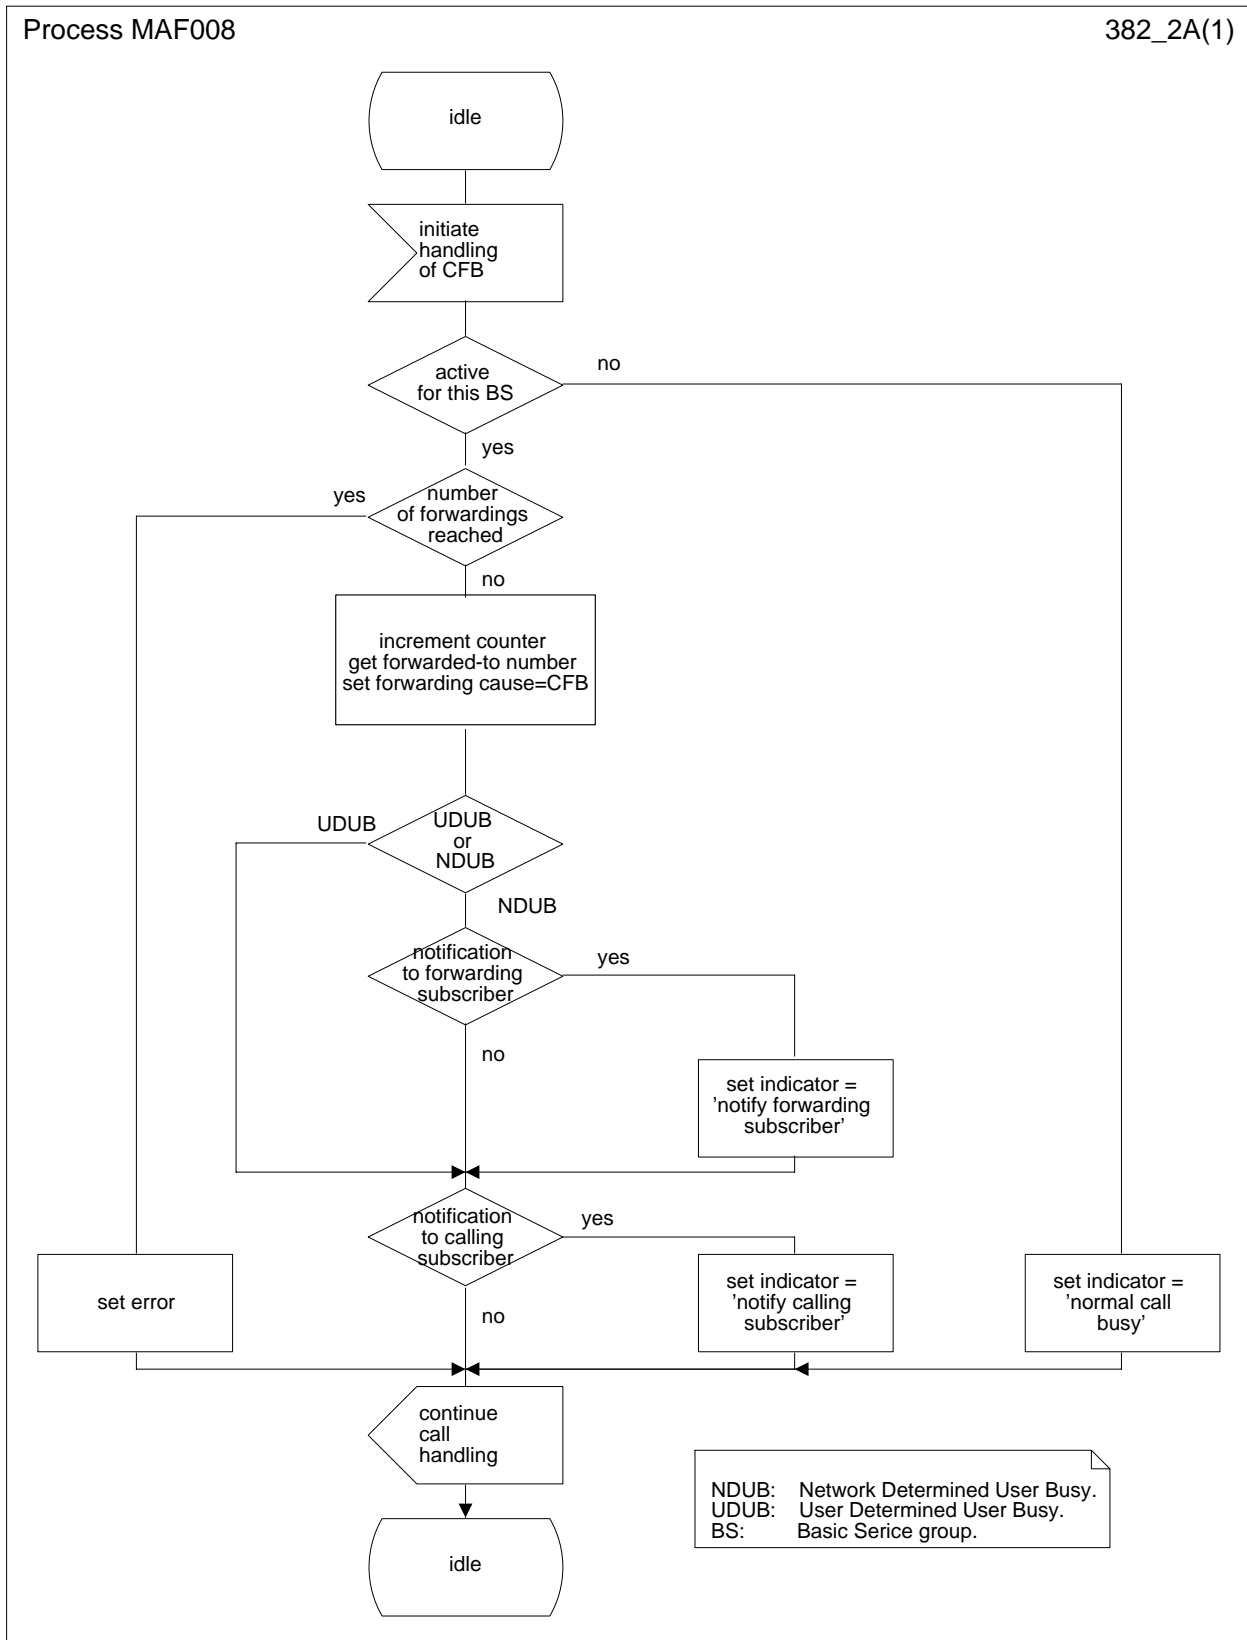 Process MAF008
382_2A(1)
idle
initiate
handling
of CFB
active
for this BS
no
yes
number
of forwardings
reached
yes
no
increment counter
get forwarded-to number
set forwarding cause=CFB
UDUB
UDUB
or
NDUB
NDUB
notification
to forwarding
subscriber
yes
no
set indicator =
’notify forwarding
subscriber’
notification
to calling
subscriber
yes
no
set error
set indicator =
’notify calling
subscriber’
set indicator =
’normal call
busy’
continue
call
handling
NDUB: Network Determined User Busy.
UDUB: User Determined User Busy.
BS: Basic Serice group.
idle